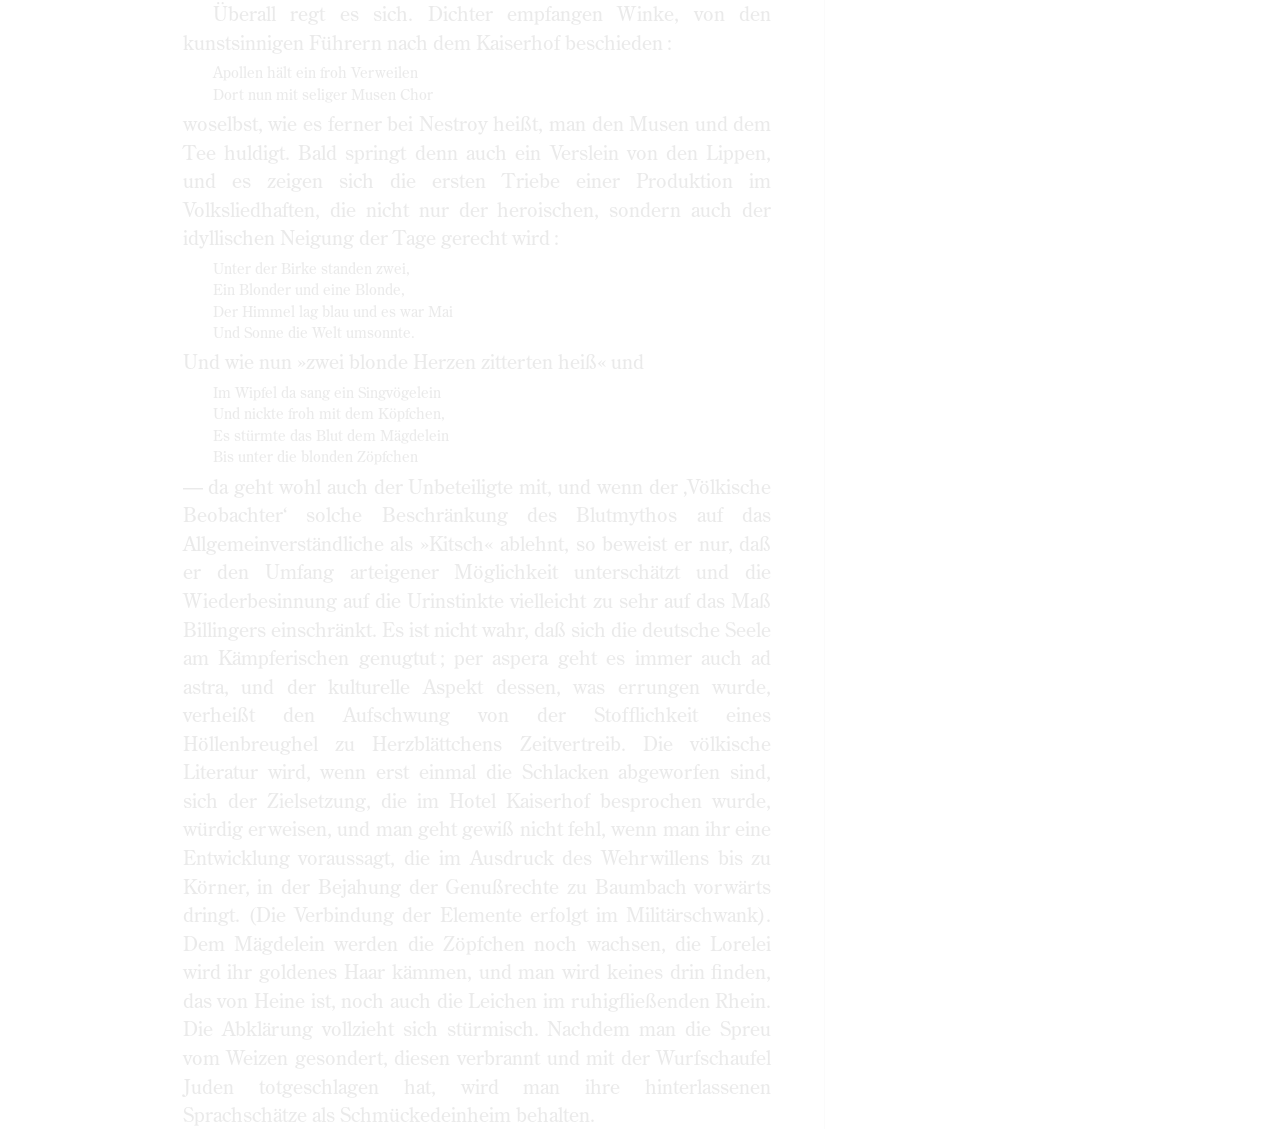 Überall regt es sich. Dichter empfangen Winke, von den
kunstsinnigen Führern nach dem Kaiserhof beschieden :
Apollen hält ein froh Verweilen
Dort nun mit seliger Musen Chor
woselbst, wie es ferner bei Nestroy heißt, man den Musen und dem
Tee huldigt. Bald springt denn auch ein Verslein von den Lippen,
und es zeigen sich die ersten Triebe einer Produktion im
Volksliedhaften, die nicht nur der heroischen, sondern auch der
idyllischen Neigung der Tage gerecht wird :
Unter der Birke standen zwei,
Ein Blonder und eine Blonde,
Der Himmel lag blau und es war Mai
Und Sonne die Welt umsonnte.
Und wie nun »zwei blonde Herzen zitterten heiß« und
Im Wipfel da sang ein Singvögelein
Und nickte froh mit dem Köpfchen,
Es stürmte das Blut dem Mägdelein
Bis unter die blonden Zöpfchen
— da geht wohl auch der Unbeteiligte mit, und wenn der ‚Völkische
Beobachter‘ solche Beschränkung des Blutmythos auf das
Allgemeinverständliche als »Kitsch« ablehnt, so beweist er nur, daß
er den Umfang arteigener Möglichkeit unterschätzt und die
Wiederbesinnung auf die Urinstinkte vielleicht zu sehr auf das Maß
Billingers einschränkt. Es ist nicht wahr, daß sich die deutsche Seele
am Kämpferischen genugtut ; per aspera geht es immer auch ad
astra, und der kulturelle Aspekt dessen, was errungen wurde,
verheißt den Aufschwung von der Stofflichkeit eines
Höllenbreughel zu Herzblättchens Zeitvertreib. Die völkische
Literatur wird, wenn erst einmal die Schlacken abgeworfen sind,
sich der Zielsetzung, die im Hotel Kaiserhof besprochen wurde,
würdig erweisen, und man geht gewiß nicht fehl, wenn man ihr eine
Entwicklung voraussagt, die im Ausdruck des Wehrwillens bis zu
Körner, in der Bejahung der Genußrechte zu Baumbach vorwärts
dringt. (Die Verbindung der Elemente erfolgt im Militärschwank).
Dem Mägdelein werden die Zöpfchen noch wachsen, die Lorelei
wird ihr goldenes Haar kämmen, und man wird keines drin finden,
das von Heine ist, noch auch die Leichen im ruhigfließenden Rhein.
Die Abklärung vollzieht sich stürmisch. Nachdem man die Spreu
vom Weizen gesondert, diesen verbrannt und mit der Wurfschaufel
Juden totgeschlagen hat, wird man ihre hinterlassenen
Sprachschätze als Schmückedeinheim behalten.